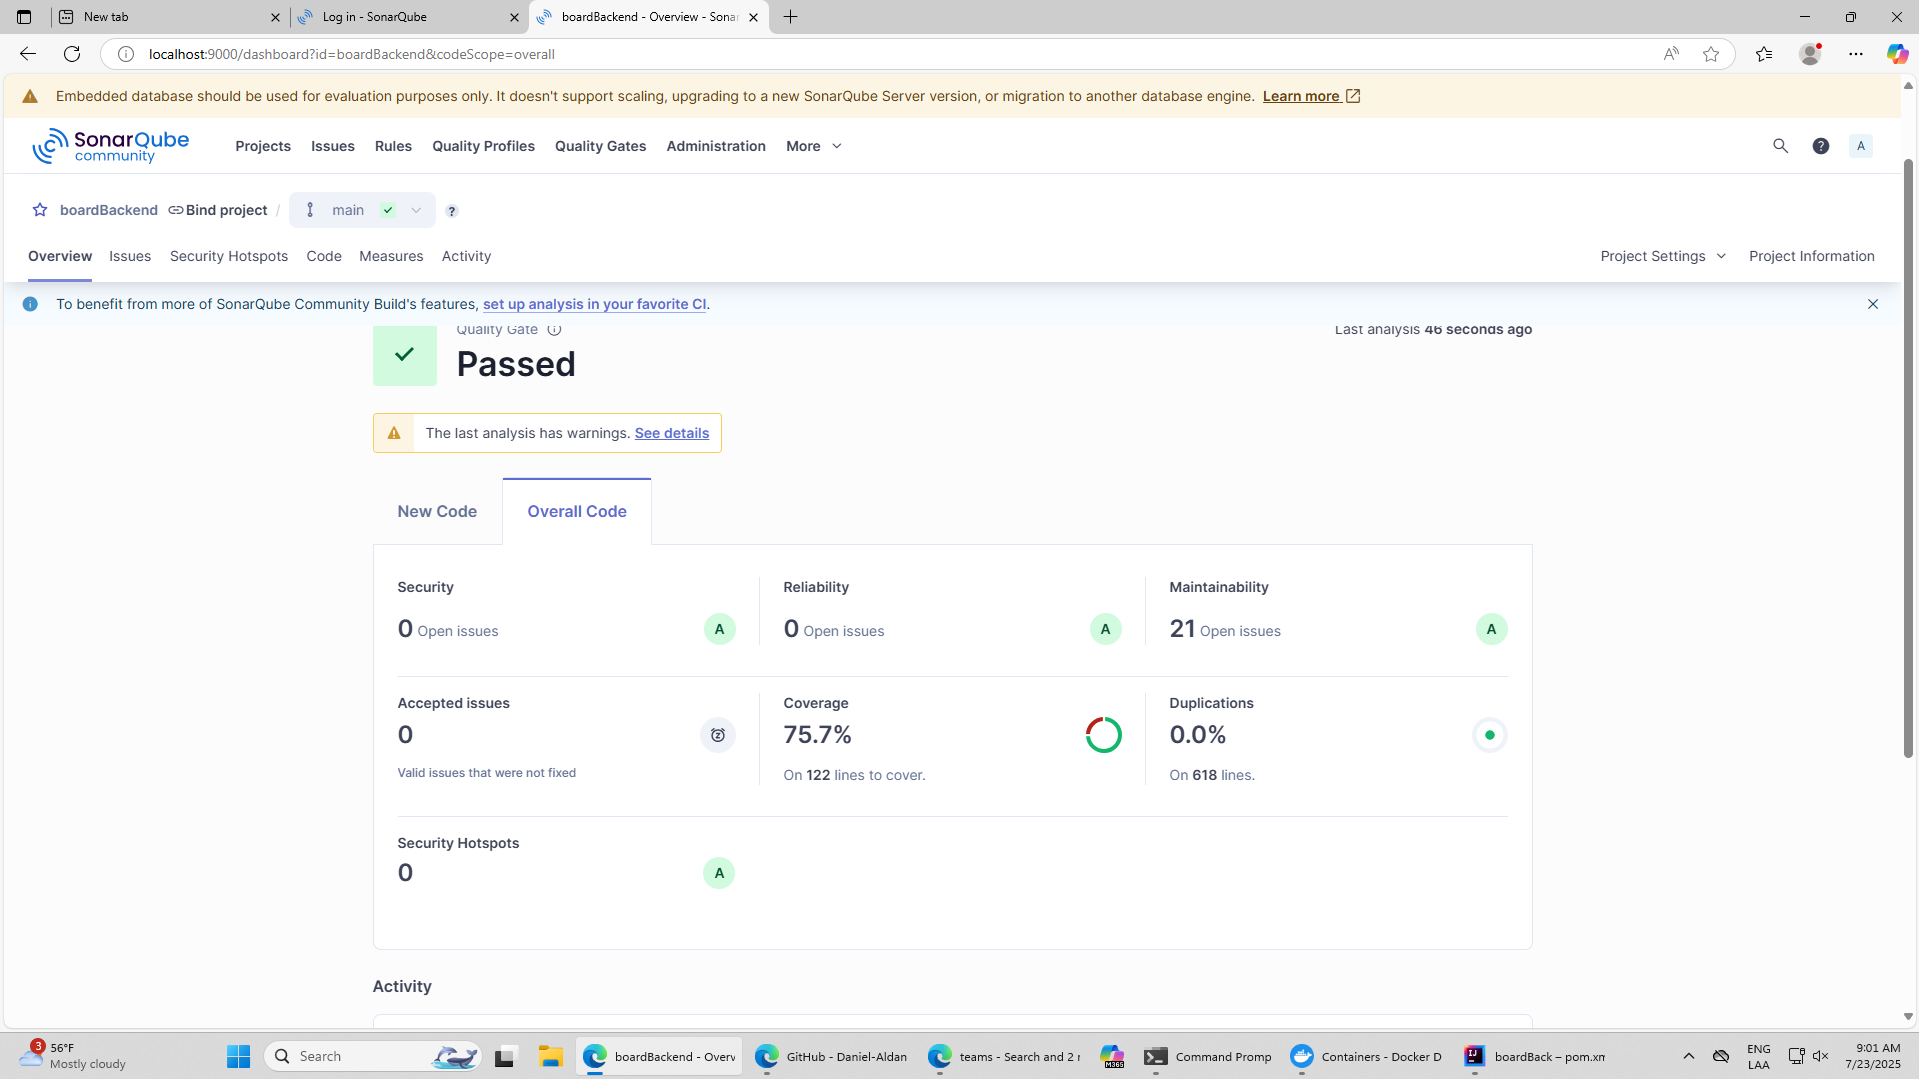 New tab
Log in - SonarQube
boardBackend - Overview - Sonar
localhost:9000/dashboard?id=boardBackend&codeScope=overall
Embedded database should be used for evaluation purposes only. It doesn't support scaling, upgrading to a new SonarQube Server version, or migration to another database engine. Learn more
SonarQube community
Projects Issues Rules Quality Profiles Quality Gates Administration More
? A
boardBackend Bind project / main ?
Overview Issues Security Hotspots Code Measures Activity Project Settings Project Information
To benefit from more of SonarQube Community Build's features, set up analysis in your favorite CI.
Quality Gate Last analysis 46 seconds ago
Passed
The last analysis has warnings. See details
New Code Overall Code
Security
0 Open issues A
Reliability
0 Open issues A
Maintainability
21 Open issues A
Accepted issues
0
Valid issues that were not fixed
Coverage
75.7%
On 122 lines to cover.
Duplications
0.0%
On 618 lines.
Security Hotspots
0 A
Activity
3
56°F
Mostly cloudy
Search
boardBackend - Overv
GitHub - Daniel-Aldan
teams - Search and 2 r
M365
Command Promp
Containers - Docker D
IJ
boardBack – pom.xm
ENG
LAA
9:01 AM
7/23/2025